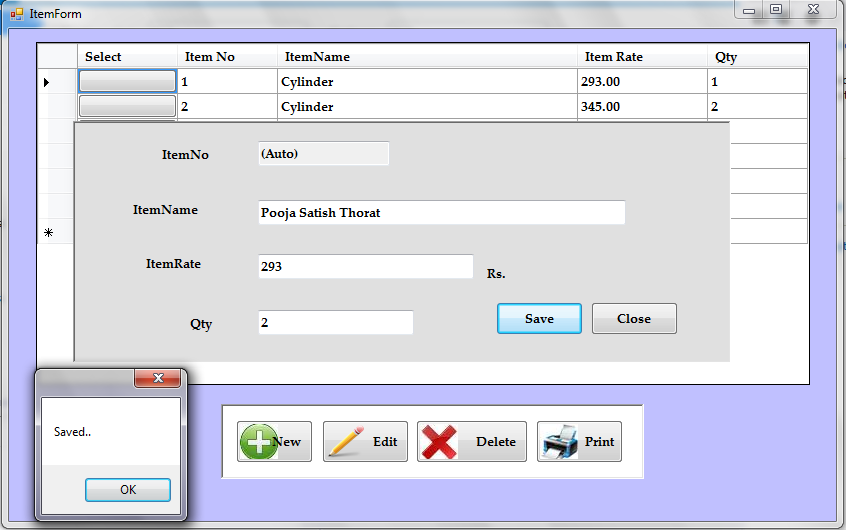 ItemForm
Select Item No ItemName Item Rate Qty
1 Cylinder 293.00 1
2 Cylinder 345.00 2
ItemNo (Auto)
ItemName Pooja Satish Thorat
ItemRate 293 Rs.
Qty 2 Save Close
Saved..
OK
New Edit Delete Print